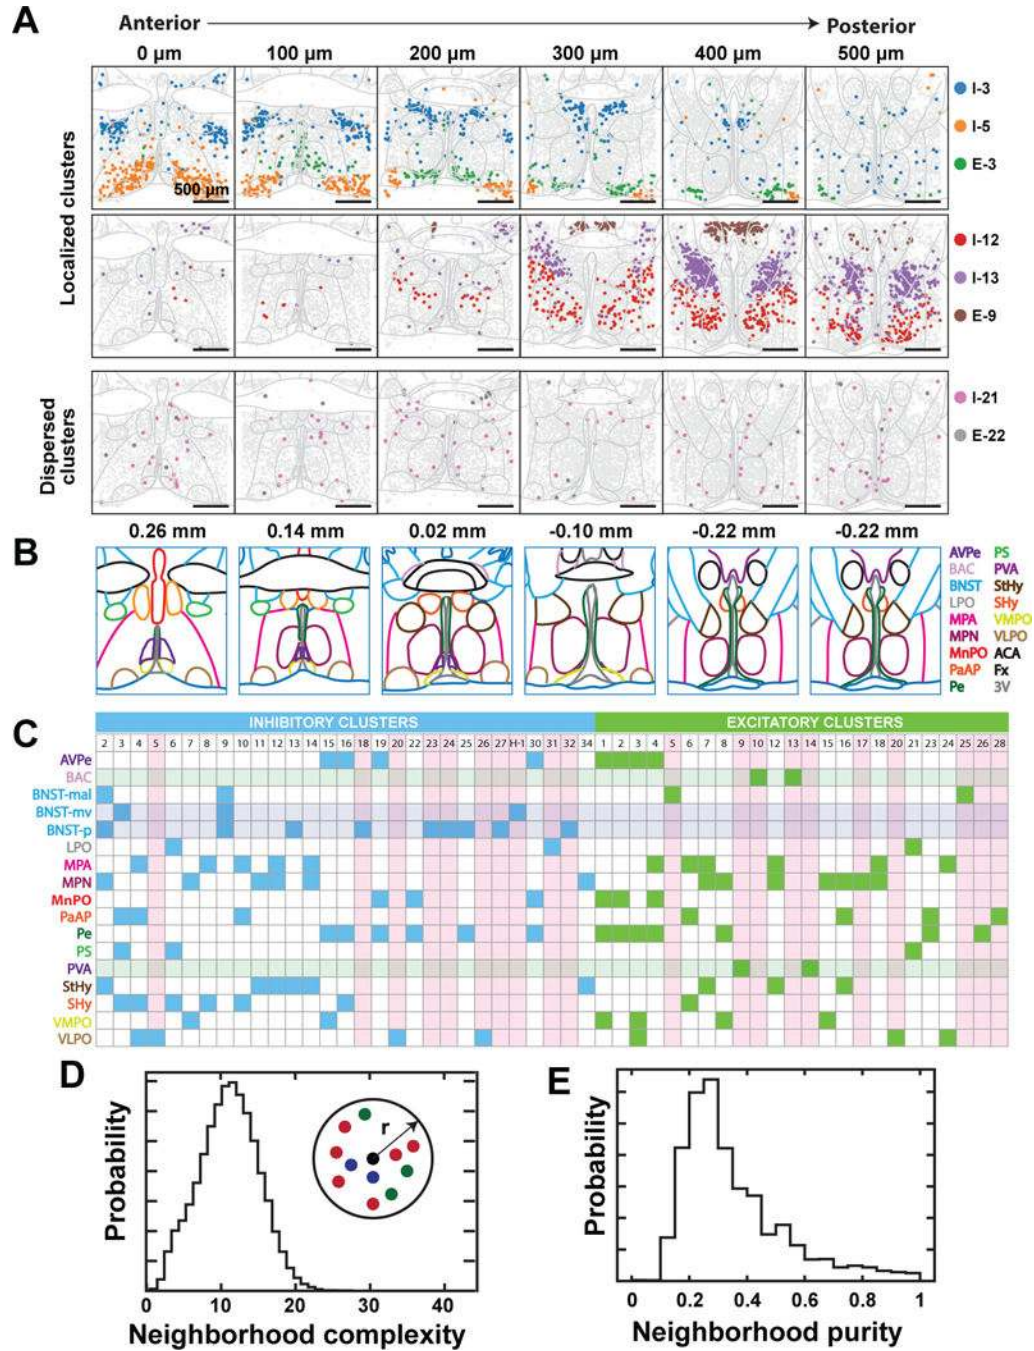 A
Anterior
Posterior
0 µm
100 µm
200 µm
300 µm
400 µm
500 µm
Localized clusters
500 µm
I-3
I-5
E-3
I-12
I-13
E-9
Dispersed
clusters
I-21
E-22
B
0.26 mm
0.14 mm
0.02 mm
-0.10 mm
-0.22 mm
-0.22 mm
AVPe PS
BAC PVA
BNST StHy
LPO SHy
MPA VMPO
MPN VLPO
MnPO ACA
PaAP Fx
Pe 3V
C
INHIBITORY CLUSTERS
EXCITATORY CLUSTERS
2 3 4 5 6 7 8 9 10 11 12 13 14 15 16 18 19 20 22 23 24 25 26 27 H-1 30 31 32 34 1 2 3 4 5 6 7 8 9 10 12 13 14 15 16 17 18 20 21 23 24 25 26 28
AVPe
BAC
BNST-mal
BNST-mv
BNST-p
LPO
MPA
MPN
MnPO
PaAP
Pe
PS
PVA
StHy
SHy
VMPO
VLPO
D
Probability
r
0 10 20 30 40
Neighborhood complexity
E
Probability
0 0.2 0.4 0.6 0.8 1
Neighborhood purity